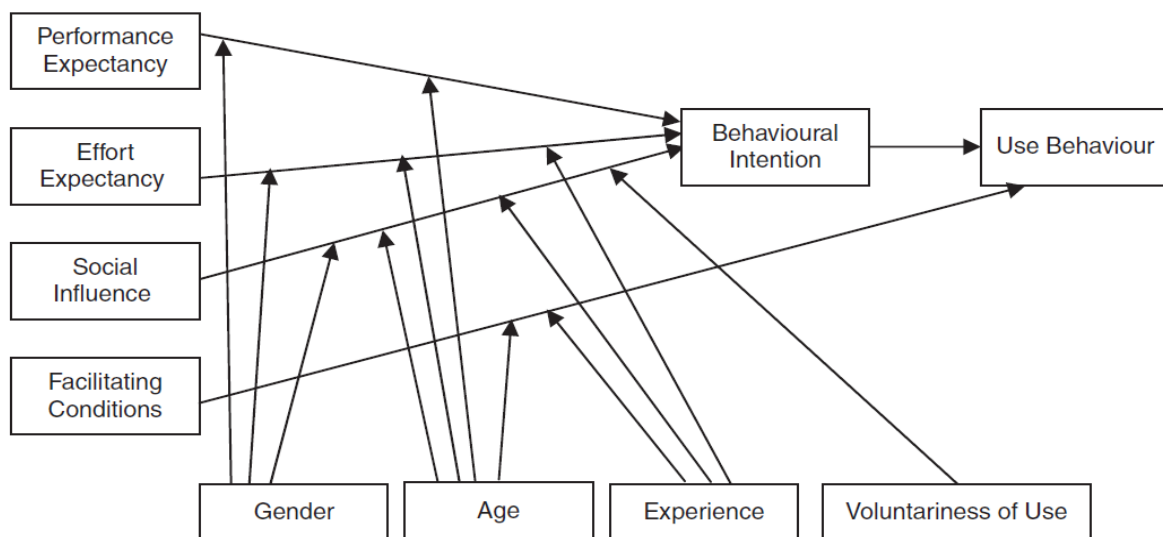 Performance
Expectancy
Effort
Expectancy
Social
Influence
Facilitating
Conditions
Behavioural
Intention
Use Behaviour
Gender
Age
Experience
Voluntariness of Use